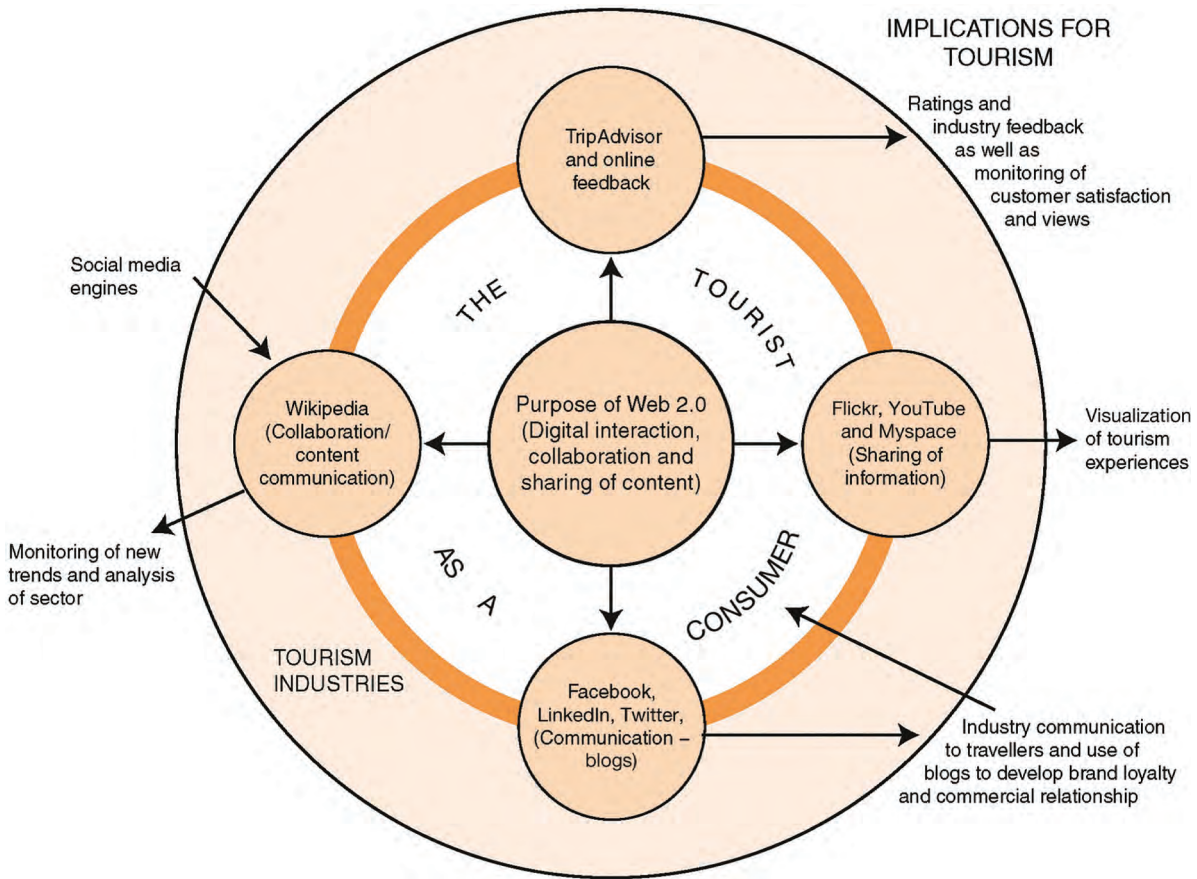 IMPLICATIONS FOR
TOURISM
Ratings and
industry feedback
as well as
monitoring of
customer satisfaction
and views
TripAdvisor
and online
feedback
Social media
engines
THE
TOURIST
Wikipedia
(Collaboration/
content
communication)
Purpose of Web 2.0
(Digital interaction,
collaboration and
sharing of content)
Flickr, YouTube
and Myspace
(Sharing of
information)
Visualization
of tourism
experiences
Monitoring of new
trends and analysis
of sector
AS A
CONSUMER
TOURISM
INDUSTRIES
Facebook,
LinkedIn, Twitter,
(Communication –
blogs)
Industry communication
to travellers and use of
blogs to develop brand loyalty
and commercial relationship